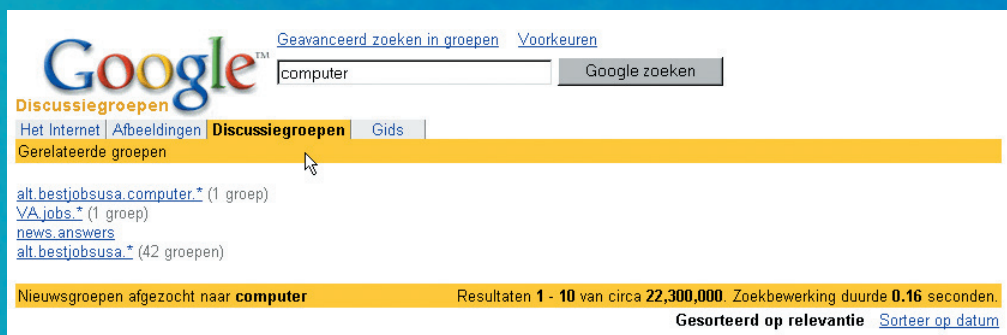 Geavanceerd zoeken in groepen Voorkeuren
Google™
computer Google zoeken
Discussiegroepen
Het Internet Afbeeldingen Discussiegroepen Gids
Gerelateerde groepen
alt.bestjobsusa.computer.* (1 groep)
VA.jobs.* (1 groep)
news.answers
alt.bestjobsusa.* (42 groepen)
Nieuwsgroepen afgezocht naar computer Resultaten 1 - 10 van circa 22,300,000. Zoekbewerking duurde 0.16 seconden.
Gesorteerd op relevantie Sorteer op datum